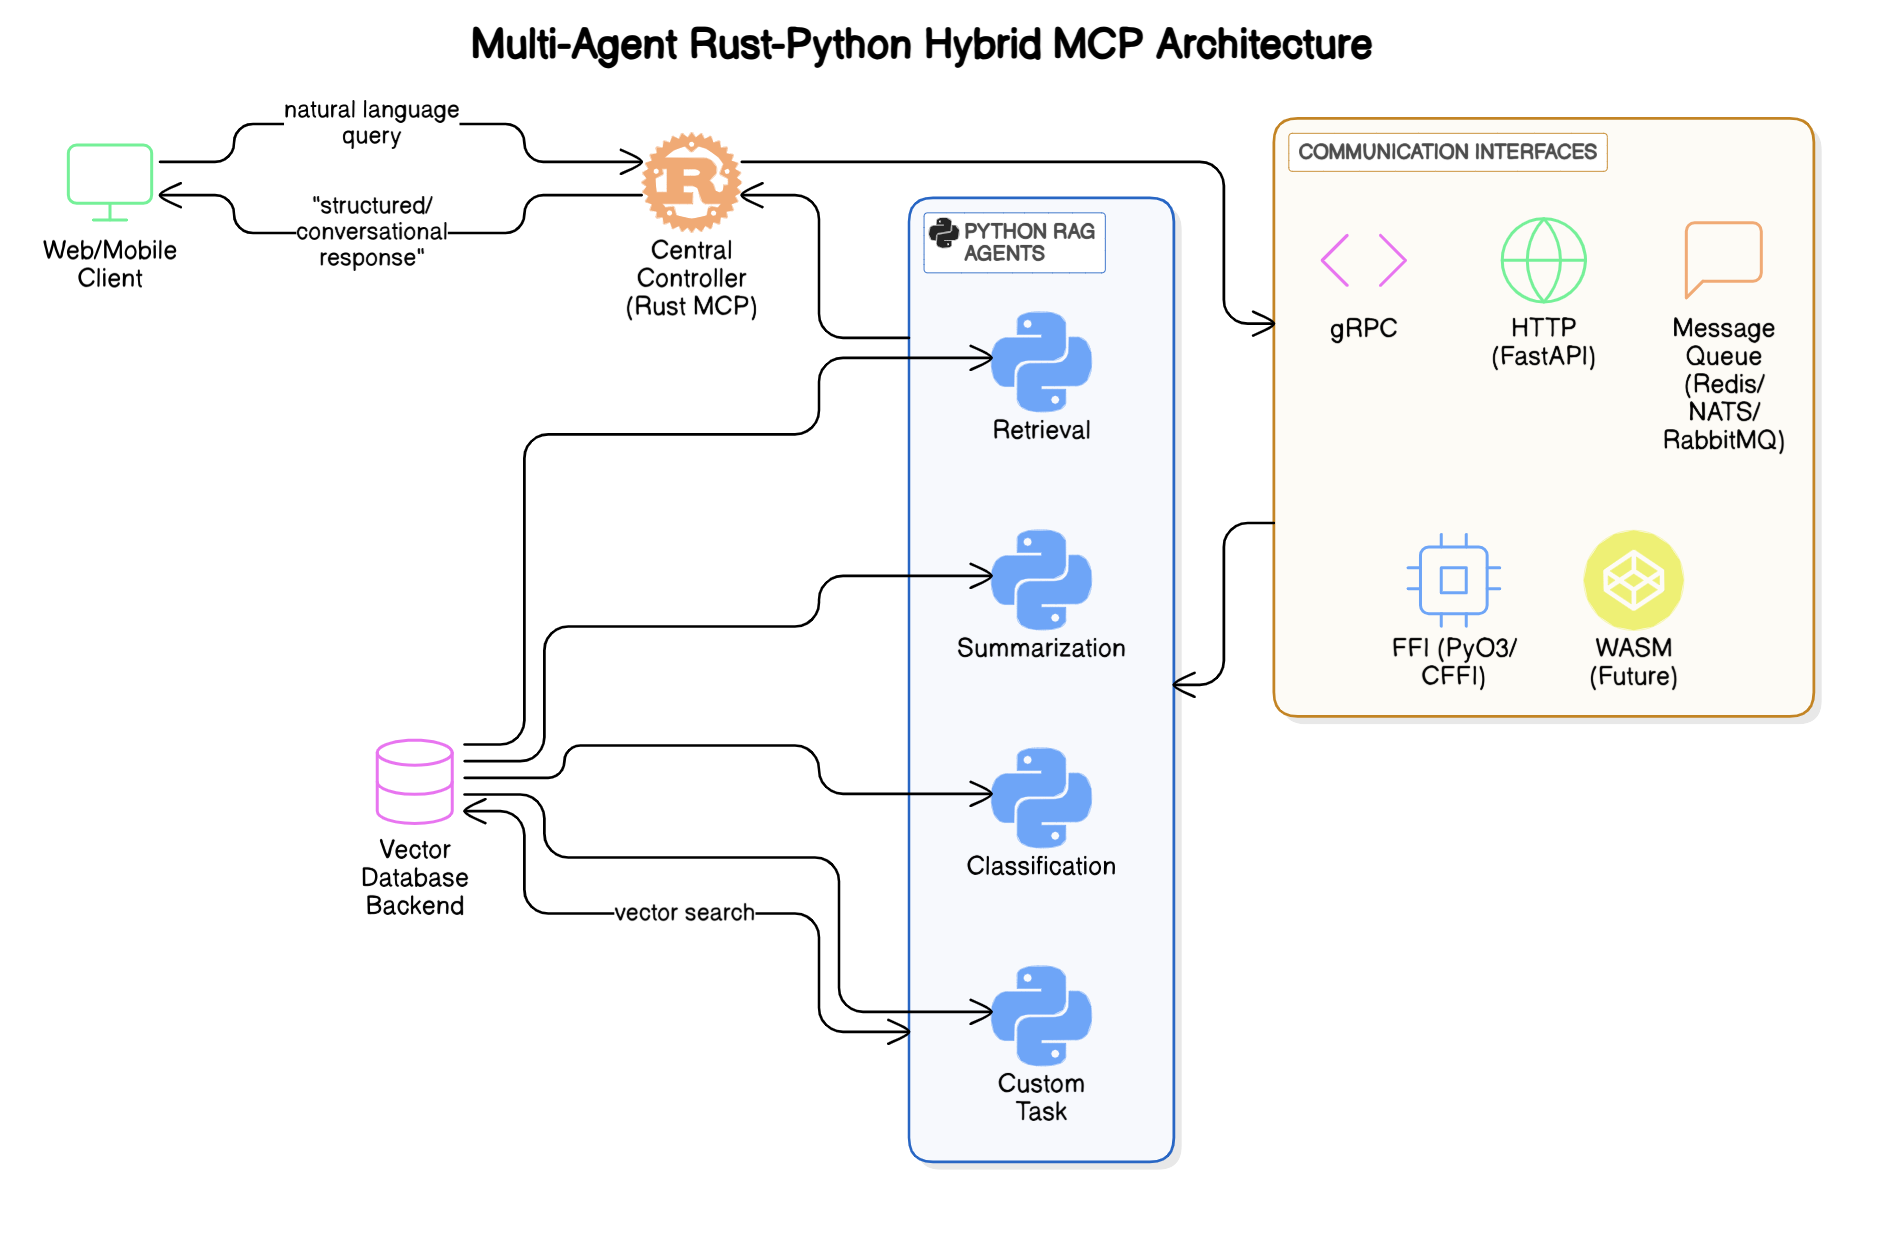 Multi-Agent Rust-Python Hybrid MCP Architecture
natural language
query
"structured/
conversational
response"
Web/Mobile
Client
Central
Controller
(Rust MCP)
PYTHON RAG
AGENTS
Retrieval
Summarization
Classification
Custom
Task
COMMUNICATION INTERFACES
gRPC
HTTP
(FastAPI)
Message
Queue
(Redis/
NATS/
RabbitMQ)
FFI (PyO3/
CFFI)
WASM
(Future)
Vector
Database
Backend
vector search